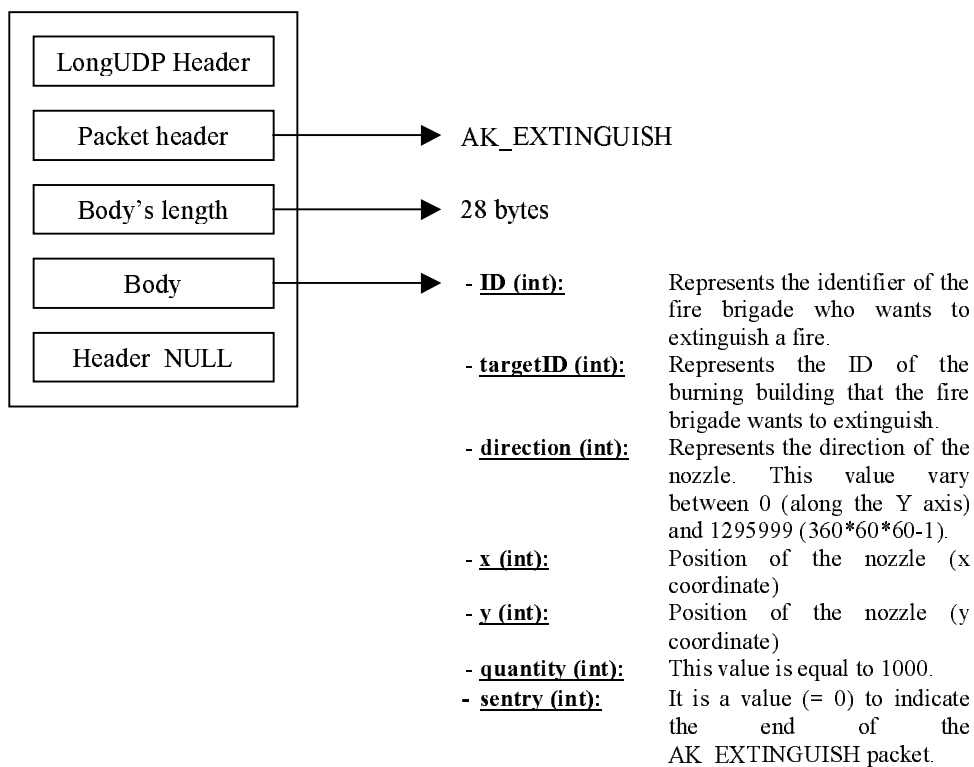 LongUDP Header
Packet header
AK_EXTINGUISH
Body's length
28 bytes
Body
- ID (int): Represents the identifier of the
fire brigade who wants to
extinguish a fire.
- targetID (int): Represents the ID of the
burning building that the fire
brigade wants to extinguish.
- direction (int): Represents the direction of the
nozzle. This value vary
between 0 (along the Y axis)
and 1295999 (360*60*60-1).
- x (int): Position of the nozzle (x
coordinate)
- y (int): Position of the nozzle (y
coordinate)
- quantity (int): This value is equal to 1000.
- sentry (int): It is a value (= 0) to indicate
the end of the
AK_EXTINGUISH packet.
Header_NULL